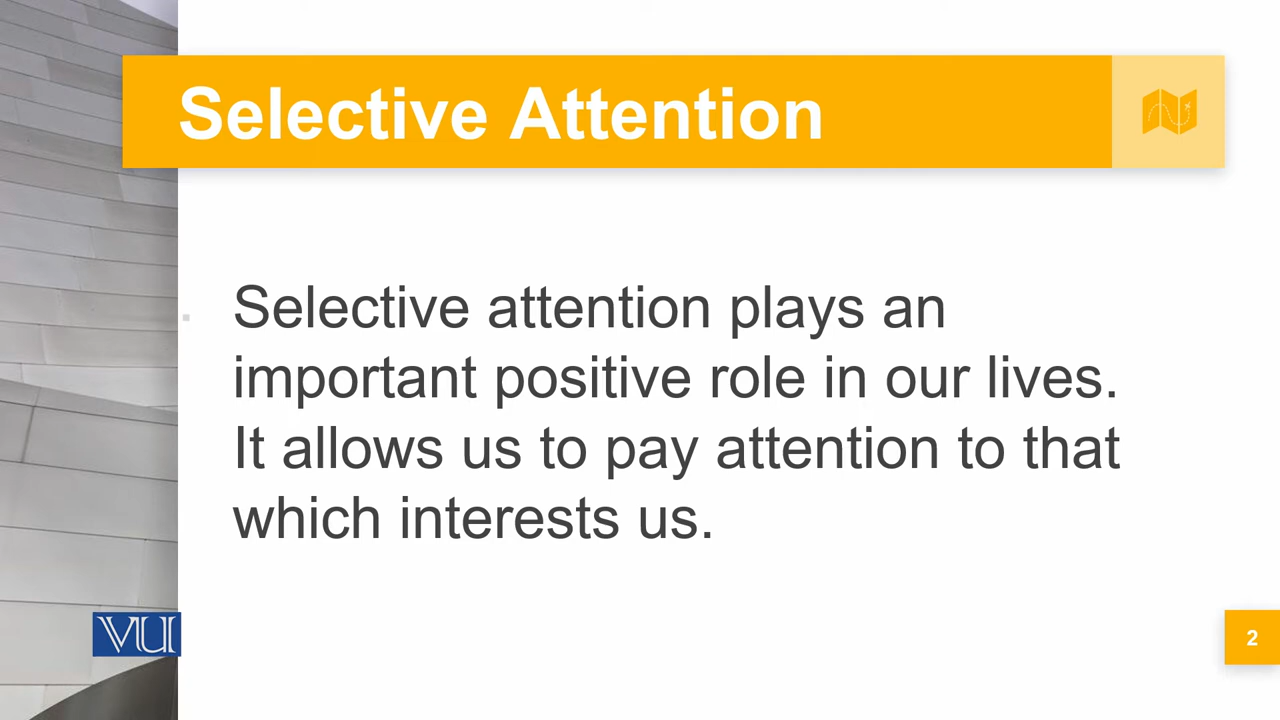 Selective Attention
Selective attention plays an
important positive role in our lives.
It allows us to pay attention to that
which interests us.
VU
2